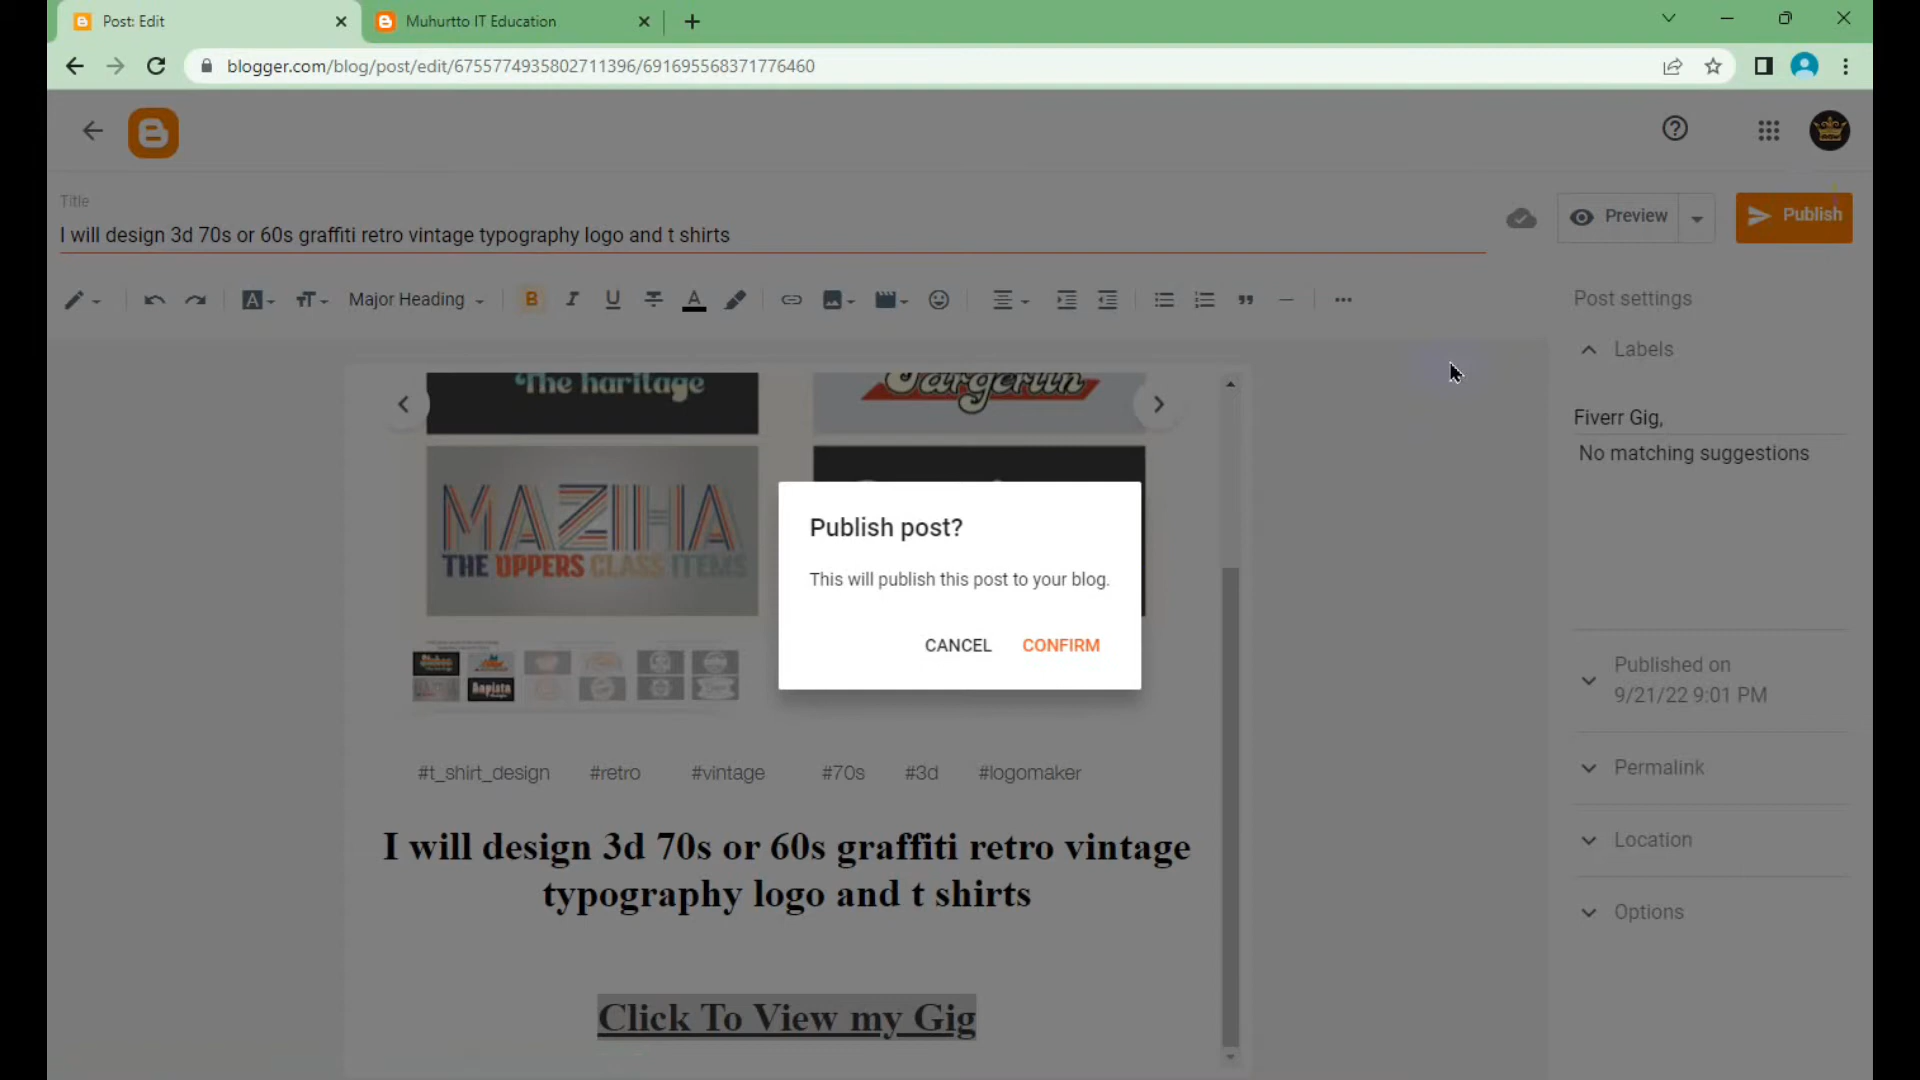 Post: Edit
Muhurtto IT Education
blogger.com/blog/post/edit/6755774935802711396/691695568371776460
Title
I will design 3d 70s or 60s graffiti retro vintage typography logo and t shirts
Preview
Publish
Major Heading
Post settings
Labels
Fiverr Gig,
No matching suggestions
The haritage
MAZIHA
THE UPPERS CLASS ITEMS
Publish post?
This will publish this post to your blog.
CANCEL
CONFIRM
Published on
9/21/22 9:01 PM
Permalink
Location
Options
#t_shirt_design #retro #vintage #70s #3d #logomaker
I will design 3d 70s or 60s graffiti retro vintage
typography logo and t shirts
Click To View my Gig